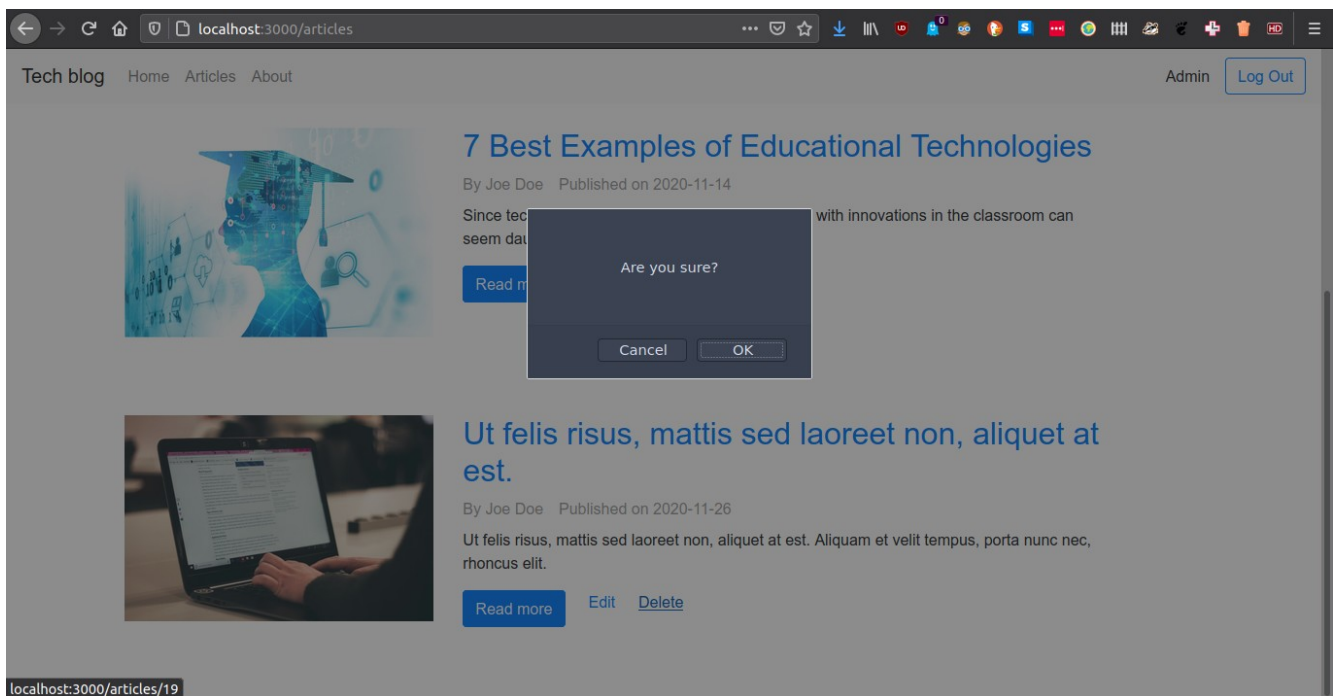 localhost:3000/articles
0
HD
Tech blog Home Articles About Admin Log Out
7 Best Examples of Educational Technologies
By Joe Doe Published on 2020-11-14
Since tec with innovations in the classroom can
seem dau
Read m
Are you sure?
Cancel OK
Ut felis risus, mattis sed laoreet non, aliquet at
est.
By Joe Doe Published on 2020-11-26
Ut felis risus, mattis sed laoreet non, aliquet at est. Aliquam et velit tempus, porta nunc nec,
rhoncus elit.
Read more Edit Delete
localhost:3000/articles/19